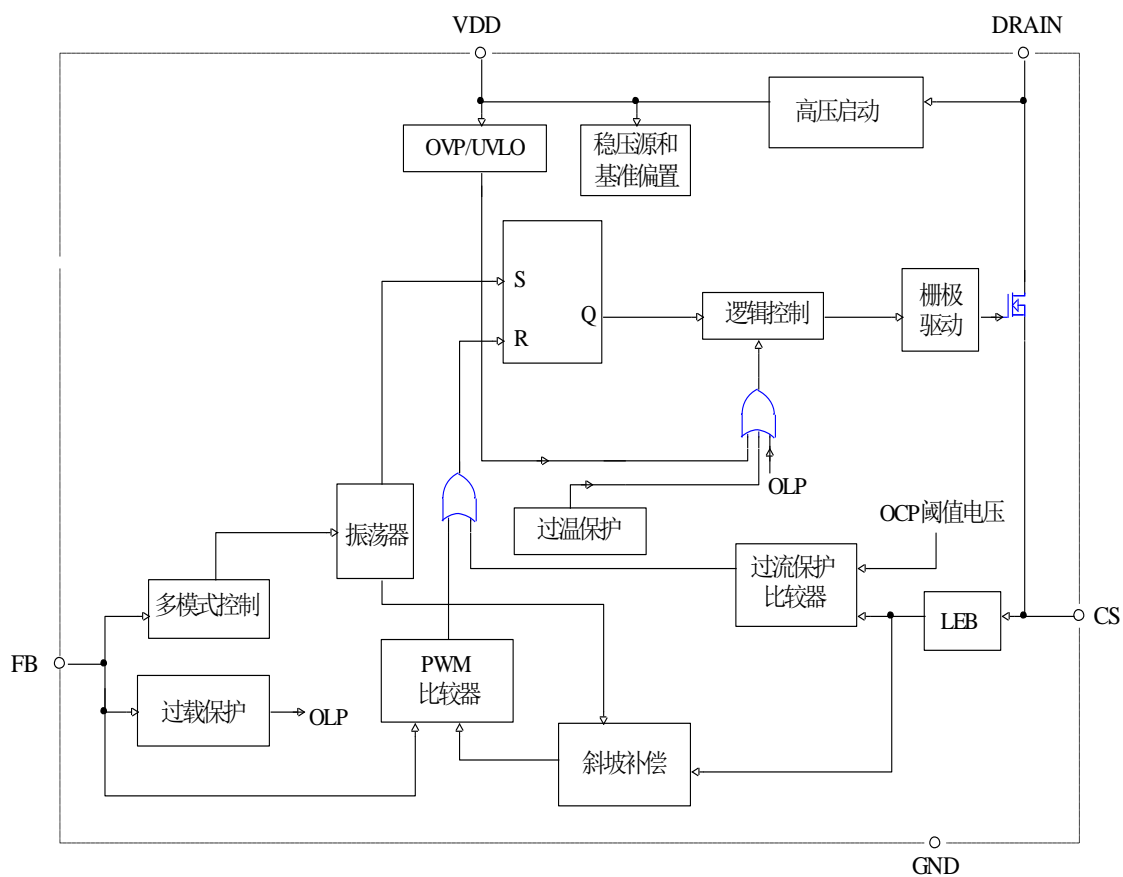 VDD
DRAIN
高压启动
OVP/UVLO
稳压源和
基准偏置
S
R
Q
逻辑控制
栅极
驱动
OLP
振荡器
过温保护
OCP阈值电压
过流保护
比较器
多模式控制
LEB
CS
FB
PWM
比较器
过载保护
OLP
斜坡补偿
GND